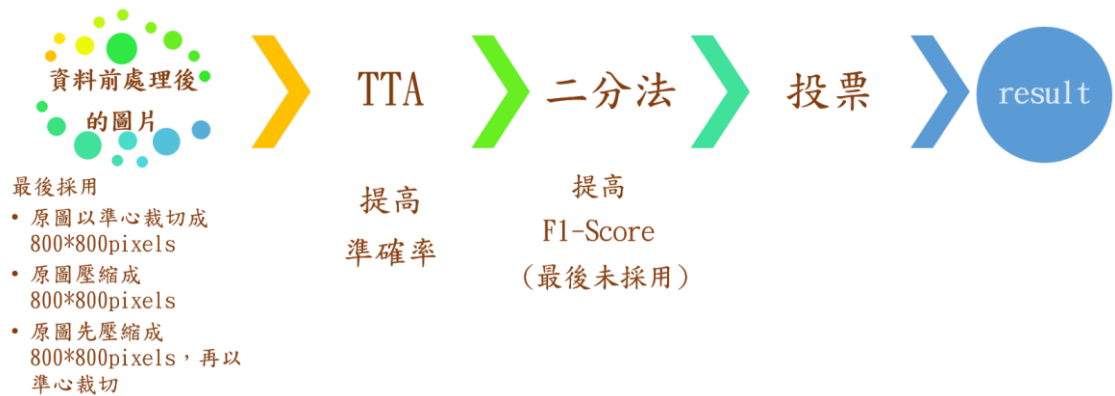 資料前處理後
的圖片
TTA
二分法
投票
result
最後採用
• 原圖以準心裁切成
800*800pixels
• 原圖壓縮成
800*800pixels
• 原圖先壓縮成
800*800pixels，再以
準心裁切
提高
準確率
提高
F1-Score
（最後未採用）